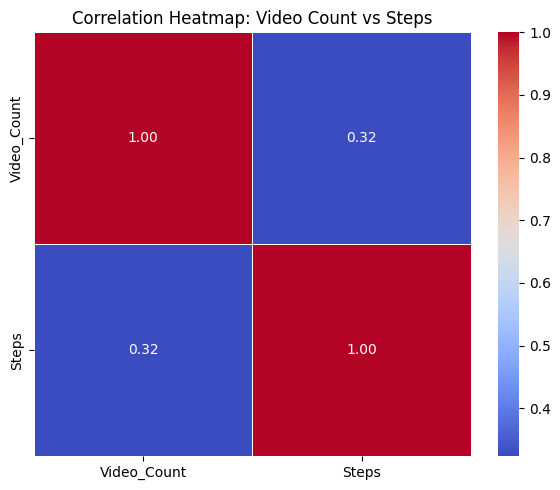 Correlation Heatmap: Video Count vs Steps
Video_Count
1.00
0.32
Steps
0.32
1.00
Video_Count
Steps
1.0
0.9
0.8
0.7
0.6
0.5
0.4